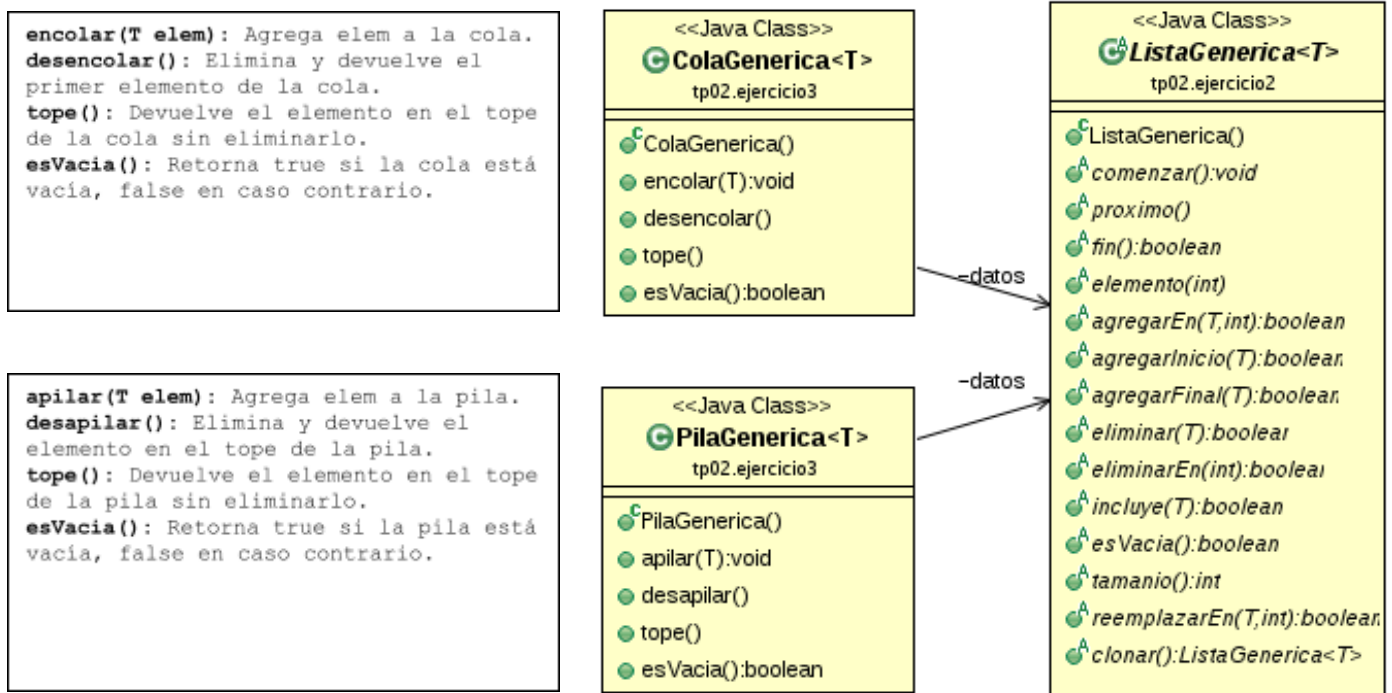 encolar(T elem): Agrega elem a la cola.
desencolar(): Elimina y devuelve el
primer elemento de la cola.
tope(): Devuelve el elemento en el tope
de la cola sin eliminarlo.
esVacia(): Retorna true si la cola está
vacía, false en caso contrario.
<<Java Class>>
ColaGenerica<T>
tp02.ejercicio3
ColaGenerica()
encolar(T):void
desencolar()
tope()
esVacia():boolean
-datos
apilar(T elem): Agrega elem a la pila.
desapilar(): Elimina y devuelve el
elemento en el tope de la pila.
tope(): Devuelve el elemento en el tope
de la pila sin eliminarlo.
esVacia(): Retorna true si la pila está
vacía, false en caso contrario.
<<Java Class>>
PilaGenerica<T>
tp02.ejercicio3
PilaGenerica()
apilar(T):void
desapilar()
tope()
esVacia():boolean
-datos
<<Java Class>>
ListaGenerica<T>
tp02.ejercicio2
ListaGenerica()
comenzar():void
proximo()
fin():boolean
elemento(int)
agregarEn(T,int):boolean
agregarInicio(T):boolean
agregarFinal(T):boolean
eliminar(T):boolear
eliminarEn(int):boolear
incluye(T):boolean
esVacia():boolean
tamanio():int
reemplazarEn(T,int):boolean
clonar():ListaGenerica<T>